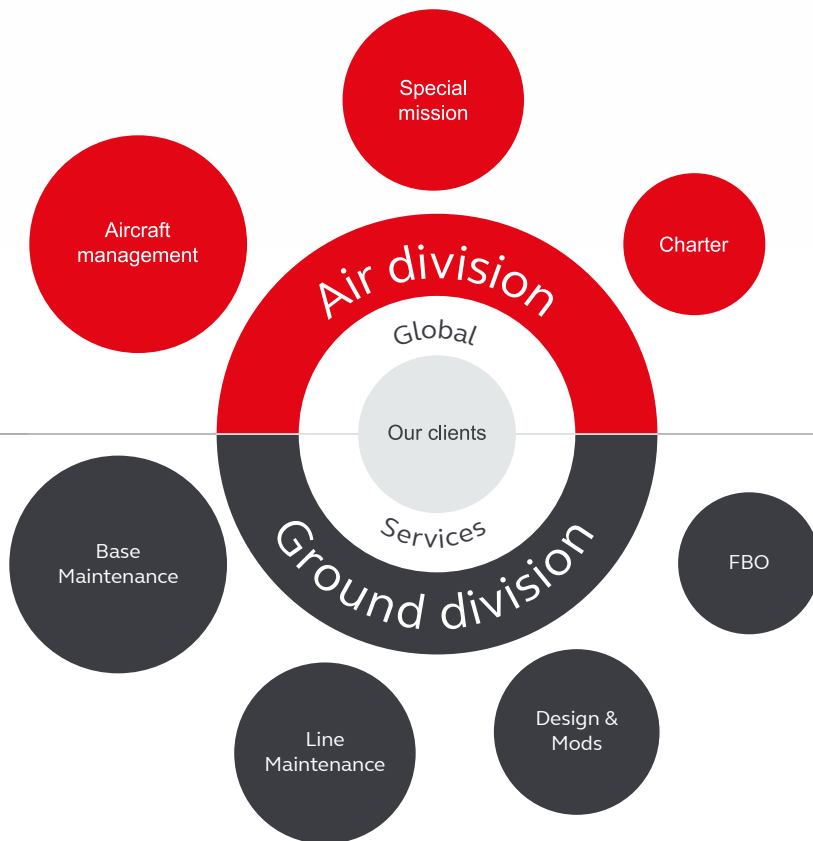 Special
mission
Aircraft
management
Charter
Air division
Global
Our clients
Services
Ground division
Base
Maintenance
FBO
Line
Maintenance
Design &
Mods